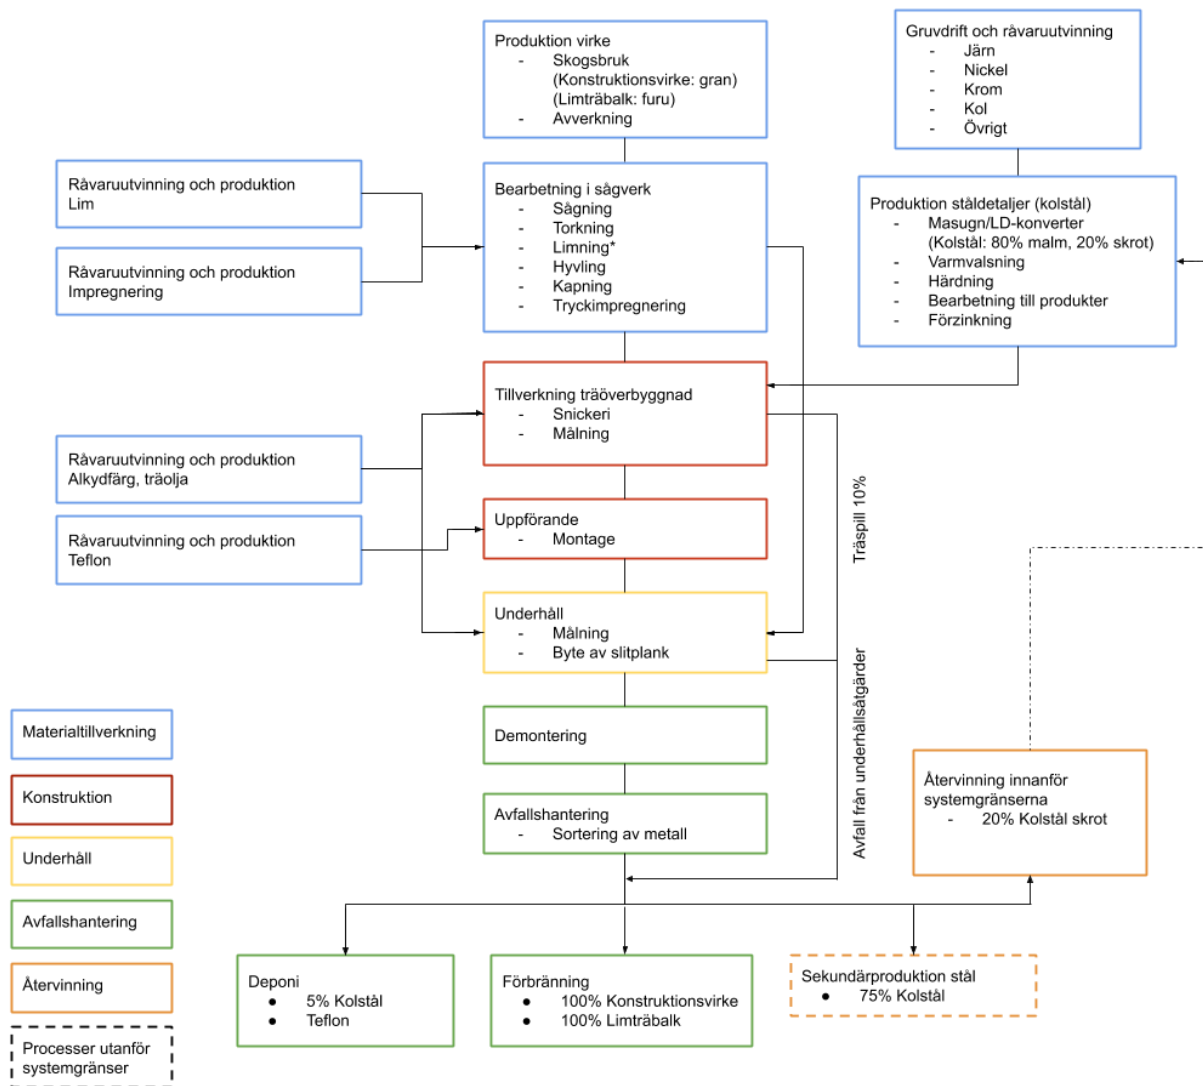 Produktion virke
- Skogsbruk
(Konstruktionsvirke: gran)
(Limträbalk: furu)
- Avverkning
Gruvdrift och råvaruutvinning
- Järn
- Nickel
- Krom
- Kol
- Övrigt
Råvaruutvinning och produktion
Lim
Råvaruutvinning och produktion
Impregnering
Bearbetning i sågverk
- Sågning
- Torkning
- Limning*
- Hyvling
- Kapning
- Tryckimpregnering
Produktion ståldetaljer (kolstål)
- Masugn/LD-konverter
(Kolstål: 80% malm, 20% skrot)
- Varmvalsning
- Härdning
- Bearbetning till produkter
- Förzinkning
Tillverkning träöverbyggnad
- Snickeri
- Målning
Råvaruutvinning och produktion
Alkydfärg, träolja
Råvaruutvinning och produktion
Teflon
Uppförande
- Montage
Träspill 10%
Underhåll
- Målning
- Byte av slitplank
Avfall från underhållsåtgärder
Demontering
Avfallshantering
- Sortering av metall
Återvinning innanför
systemgränserna
- 20% Kolstål skrot
Materialtillverkning
Konstruktion
Underhåll
Avfallshantering
Återvinning
Processer utanför
systemgränser
Deponi
● 5% Kolstål
● Teflon
Förbränning
● 100% Konstruktionsvirke
● 100% Limträbalk
Sekundärproduktion stål
● 75% Kolstål